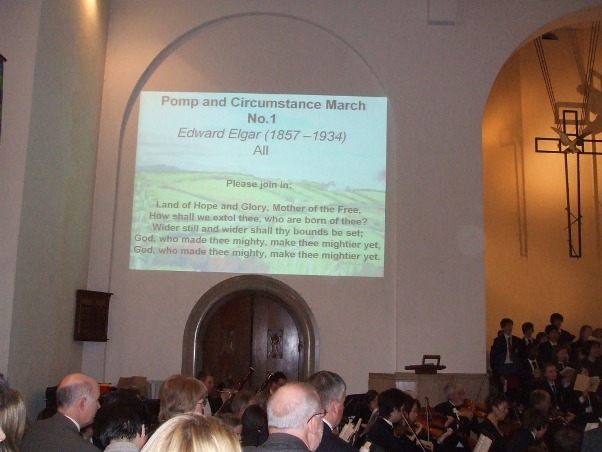 Pomp and Circumstance March
No.1
Edward Elgar (1857 –1934)
All
Please join in:
Land of Hope and Glory, Mother of the Free,
How shall we extol thee, who are born of thee?
Wider still and wider shall thy bounds be set;
God, who made thee mighty, make thee mightier yet,
God, who made thee mighty, make thee mightier yet.